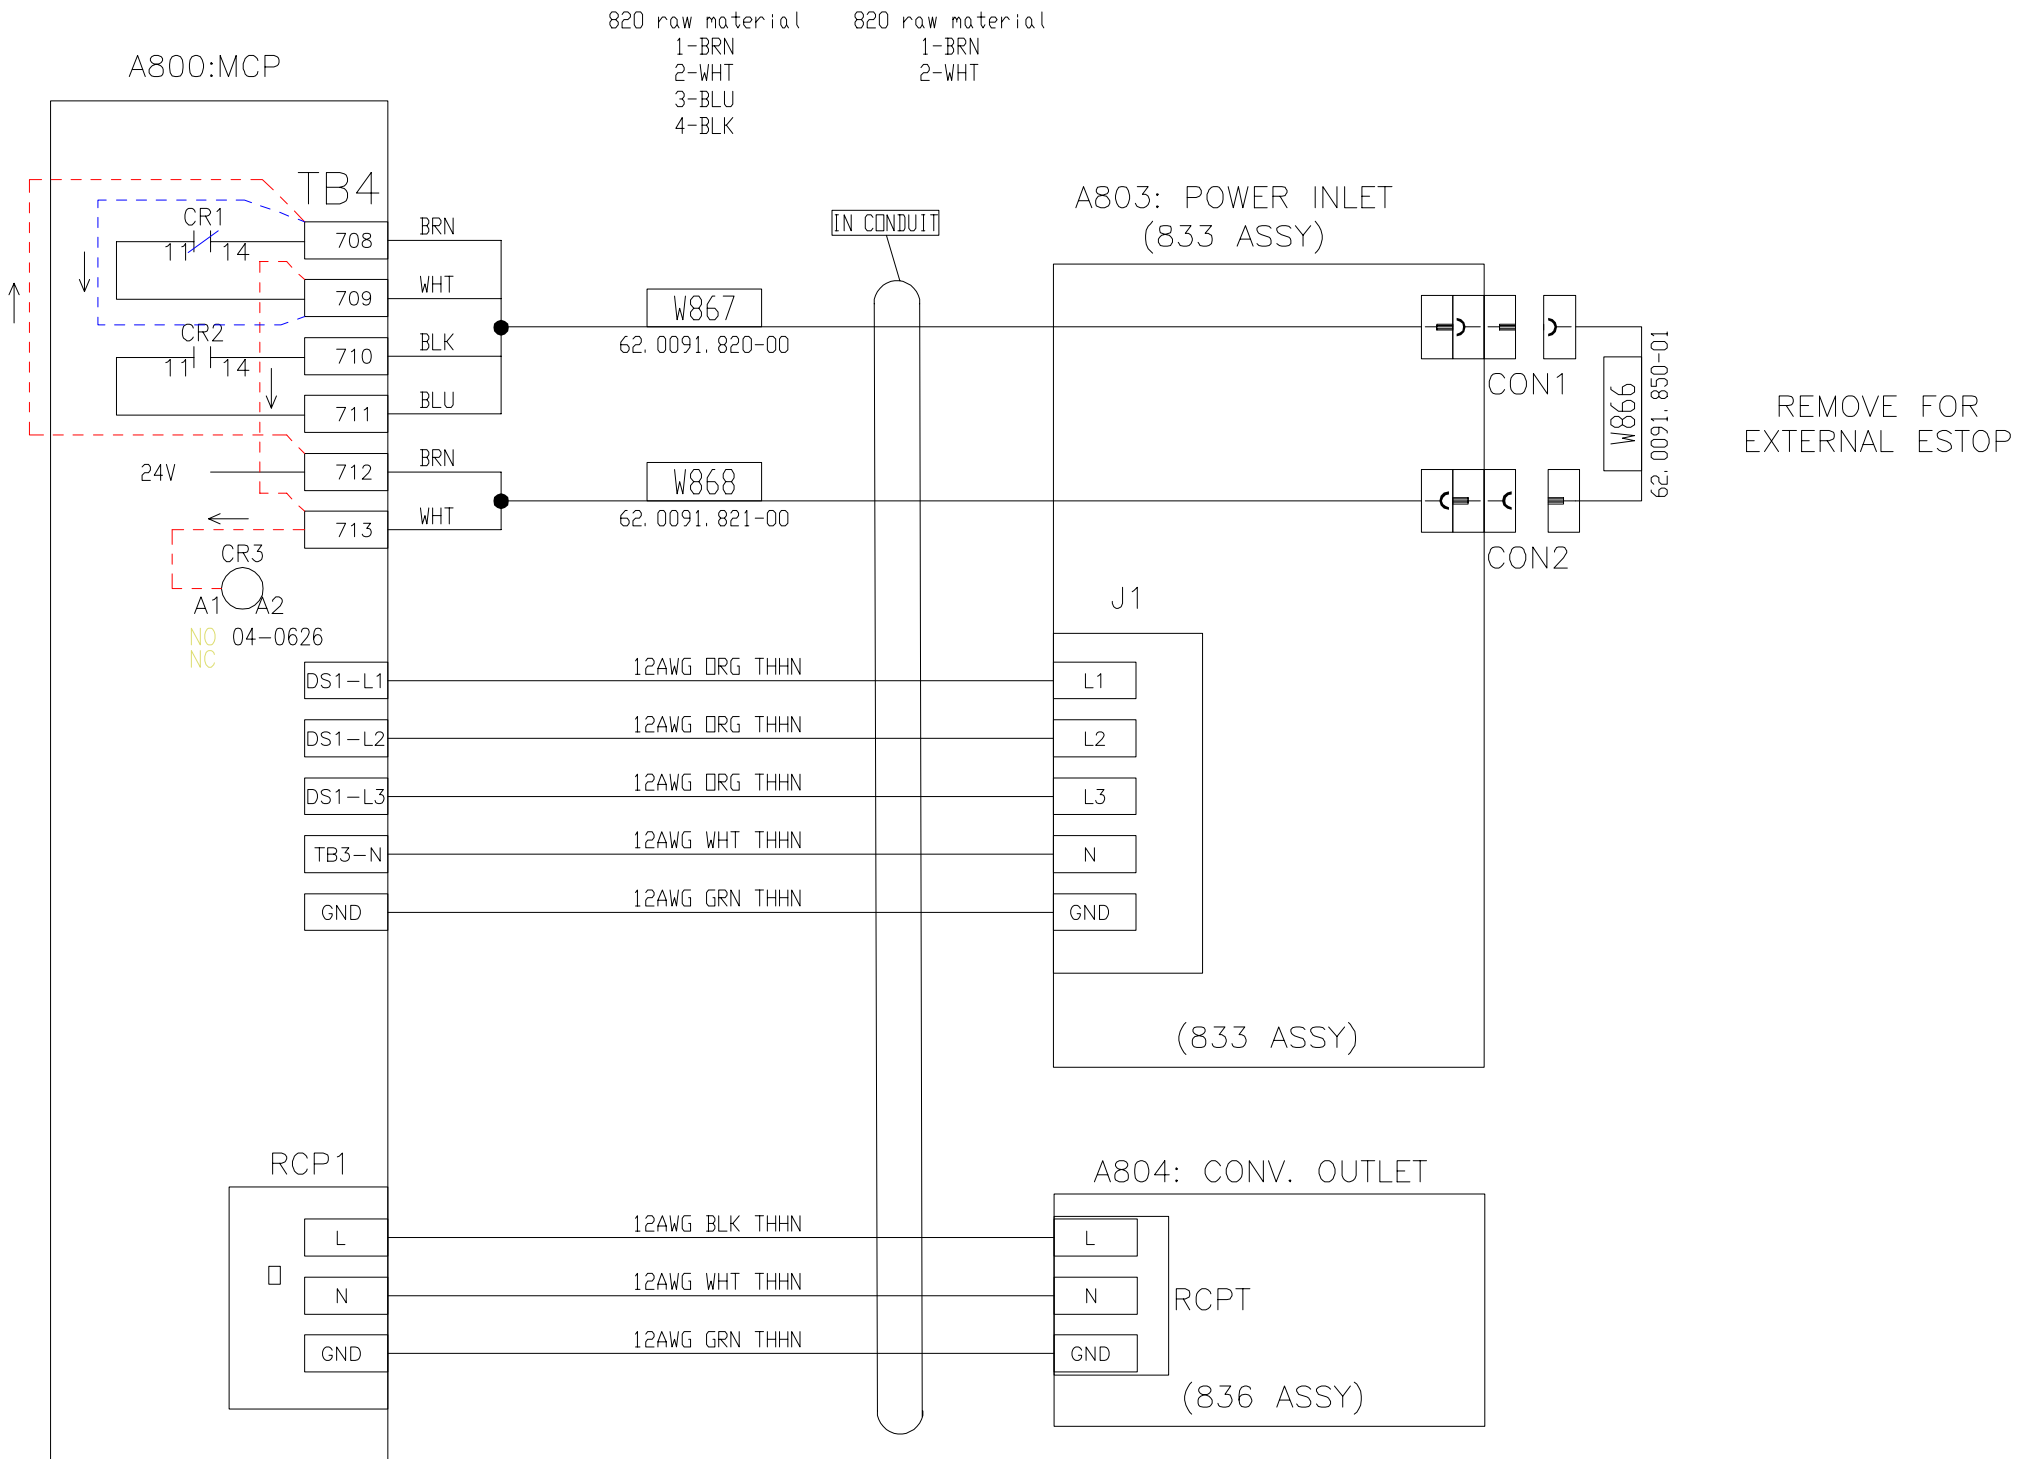 820 raw material
1-BRN
2-WHT
3-BLU
4-BLK
820 raw material
1-BRN
2-WHT
A800:MCP
TB4
CR1
11 14
708
709
CR2
11 14
710
711
24V
712
713
CR3
A1 A2
NO 04-0626
NC
BRN
WHT
BLK
BLU
BRN
WHT
W867
62.0091.820-00
W868
62.0091.821-00
IN CONDUIT
A803: POWER INLET
(833 ASSY)
CON1
CON2
W866
62.0091.850-01
REMOVE FOR
EXTERNAL ESTOP
J1
DS1-L1
12AWG ORG THHN
L1
DS1-L2
12AWG ORG THHN
L2
DS1-L3
12AWG ORG THHN
L3
TB3-N
12AWG WHT THHN
N
GND
12AWG GRN THHN
GND
(833 ASSY)
RCP1
A804: CONV. OUTLET
L
12AWG BLK THHN
L
N
12AWG WHT THHN
N
RCPT
GND
12AWG GRN THHN
GND
(836 ASSY)